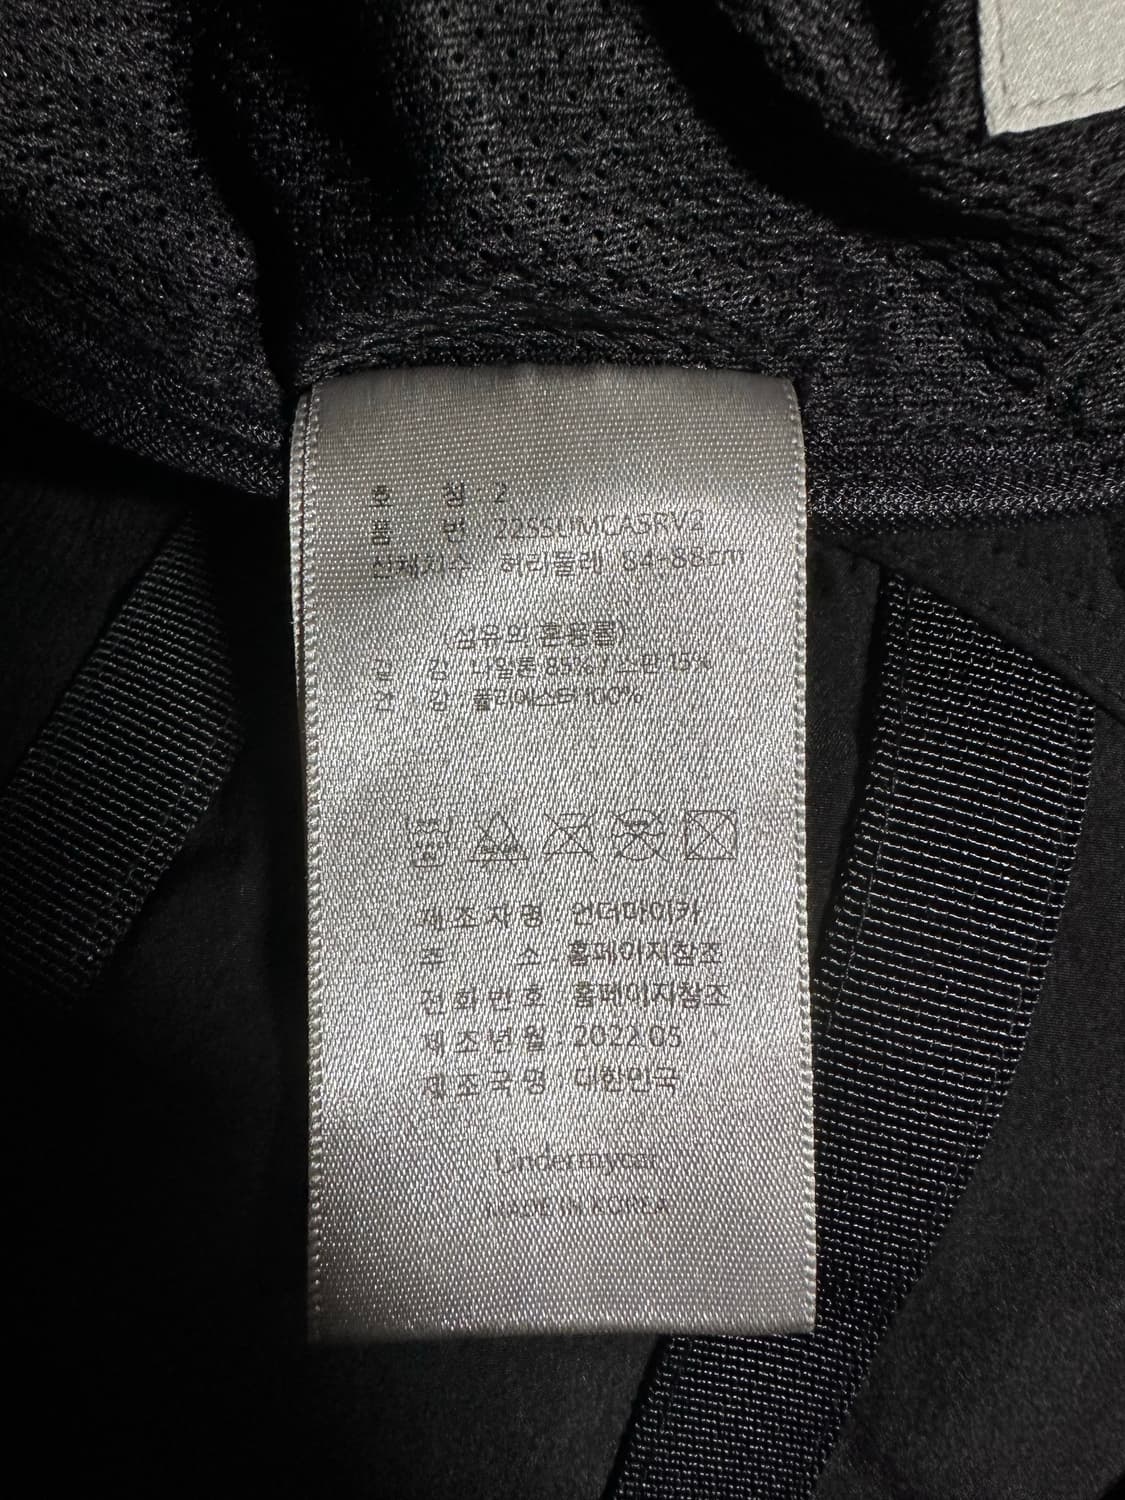 호 칭 2
품 번 22SSUMCASRV2
신체치수 허리둘레 84-88cm
섬유의 혼용률
겉 감 나일론 85% / 스판 15%
안 감 폴리에스터 100%
제조자명 언더마이카
주 소 홈페이지참조
전화번호 홈페이지참조
제조년월 2022.05
제조국명 대한민국
Undermycar
MADE IN KOREA